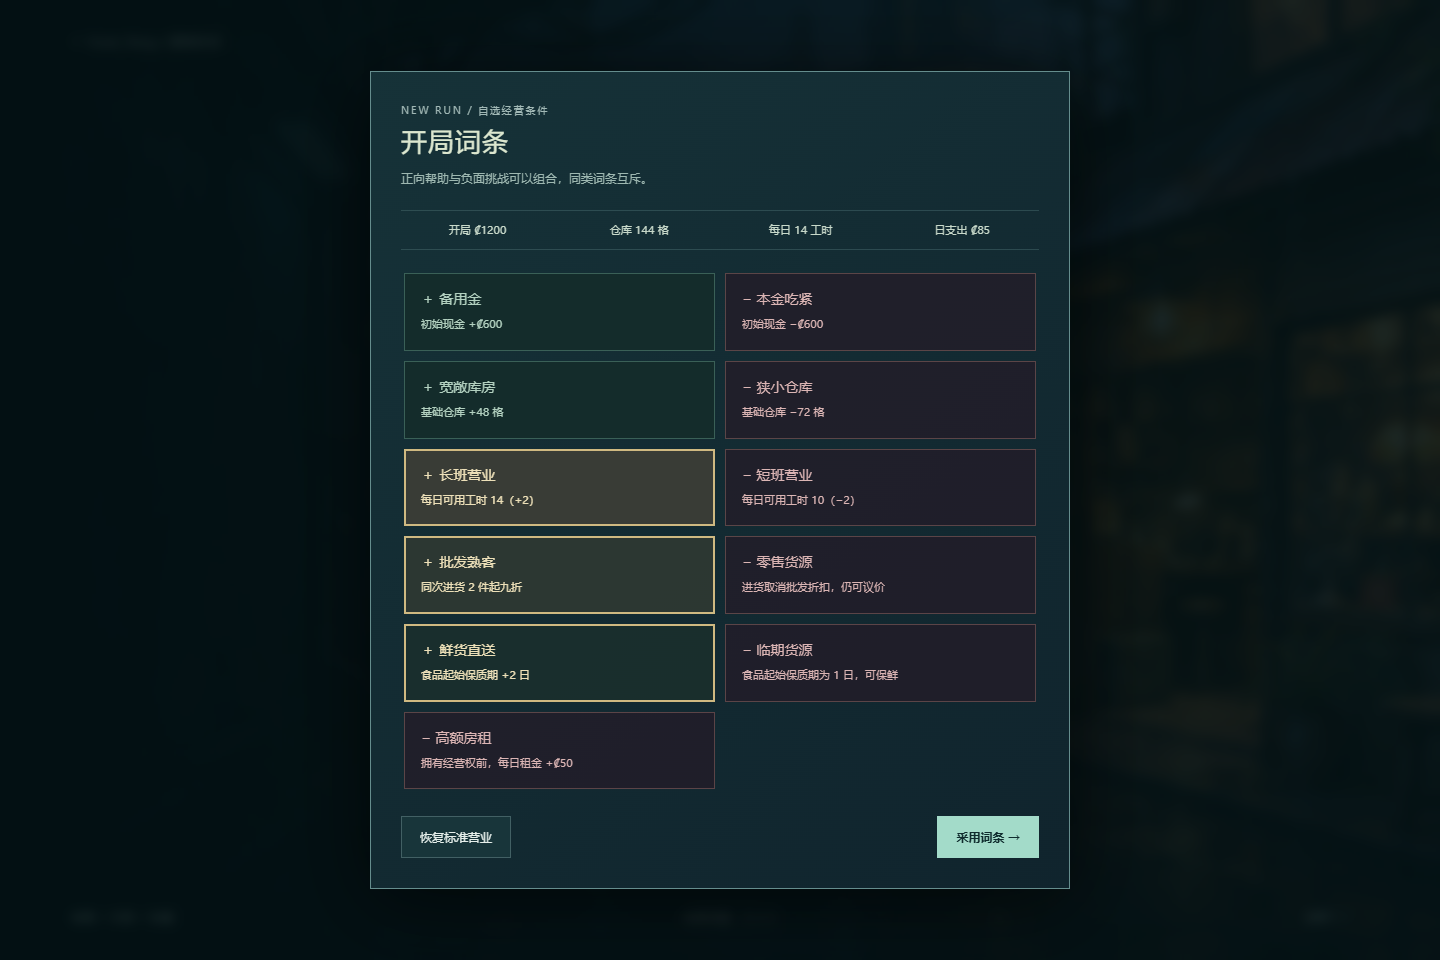 NEW RUN / 自选经营条件
开局词条
正向帮助与负面挑战可以组合，同类词条互斥。
开局 ₡1200 仓库 144 格 每日 14 工时 日支出 ₡85
+ 备用金
初始现金 +₡600
− 本金吃紧
初始现金 −₡600
+ 宽敞库房
基础仓库 +48 格
− 狭小仓库
基础仓库 −72 格
+ 长班营业
每日可用工时 14（+2）
− 短班营业
每日可用工时 10（−2）
+ 批发熟客
同次进货 2 件起九折
− 零售货源
进货取消批发折扣，仍可议价
+ 鲜货直送
食品起始保质期 +2 日
− 临期货源
食品起始保质期为 1 日，可保鲜
− 高额房租
拥有经营权前，每日租金 +₡50
恢复标准营业
采用词条 →